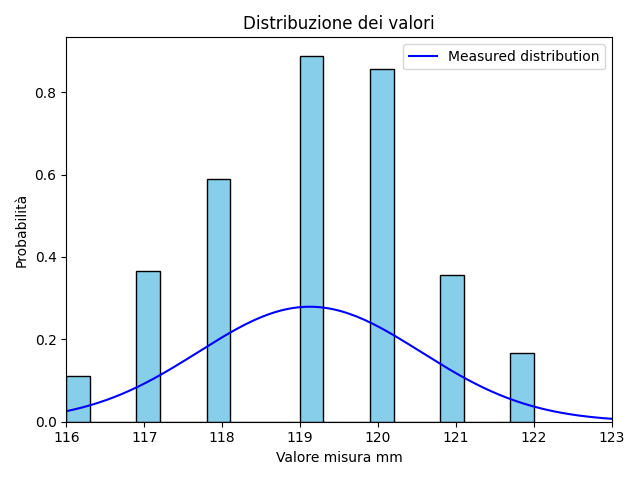 Distribuzione dei valori
Measured distribution
Probabilità
0.8
0.6
0.4
0.2
0.0
116 117 118 119 120 121 122 123
Valore misura mm